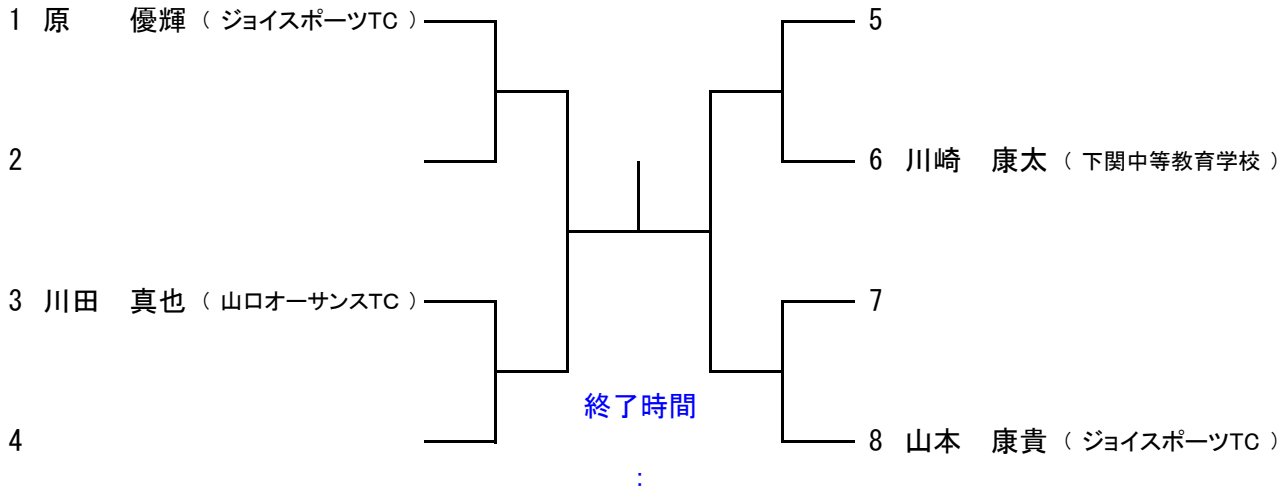 1 原　　優輝（ ジョイスポーツTC ）
2
3 川田　真也（ 山口オーサンスTC ）
4
5
6 川崎　康太（ 下関中等教育学校 ）
7
8 山本　康貴（ ジョイスポーツTC ）
終了時間
: